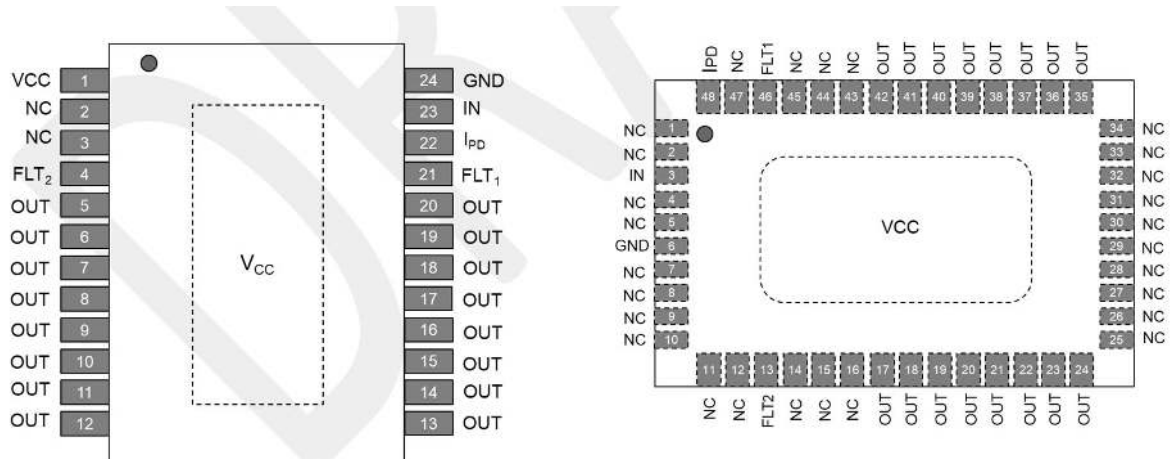 VCC 1
NC 2
NC 3
FLT2 4
OUT 5
OUT 6
OUT 7
OUT 8
OUT 9
OUT 10
OUT 11
OUT 12
VCC
24 GND
23 IN
22 IPD
21 FLT1
20 OUT
19 OUT
18 OUT
17 OUT
16 OUT
15 OUT
14 OUT
13 OUT
IPD NC FLT1 NC NC NC OUT OUT OUT OUT OUT OUT OUT OUT
48 47 46 45 44 43 42 41 40 39 38 37 36 35
NC 1
NC 2
IN 3
NC 4
NC 5
GND 6
NC 7
NC 8
NC 9
NC 10
VCC
34 NC
33 NC
32 NC
31 NC
30 NC
29 NC
28 NC
27 NC
26 NC
25 NC
11 12 13 14 15 16 17 18 19 20 21 22 23 24
NC NC FLT2 NC NC NC OUT OUT OUT OUT OUT OUT OUT OUT